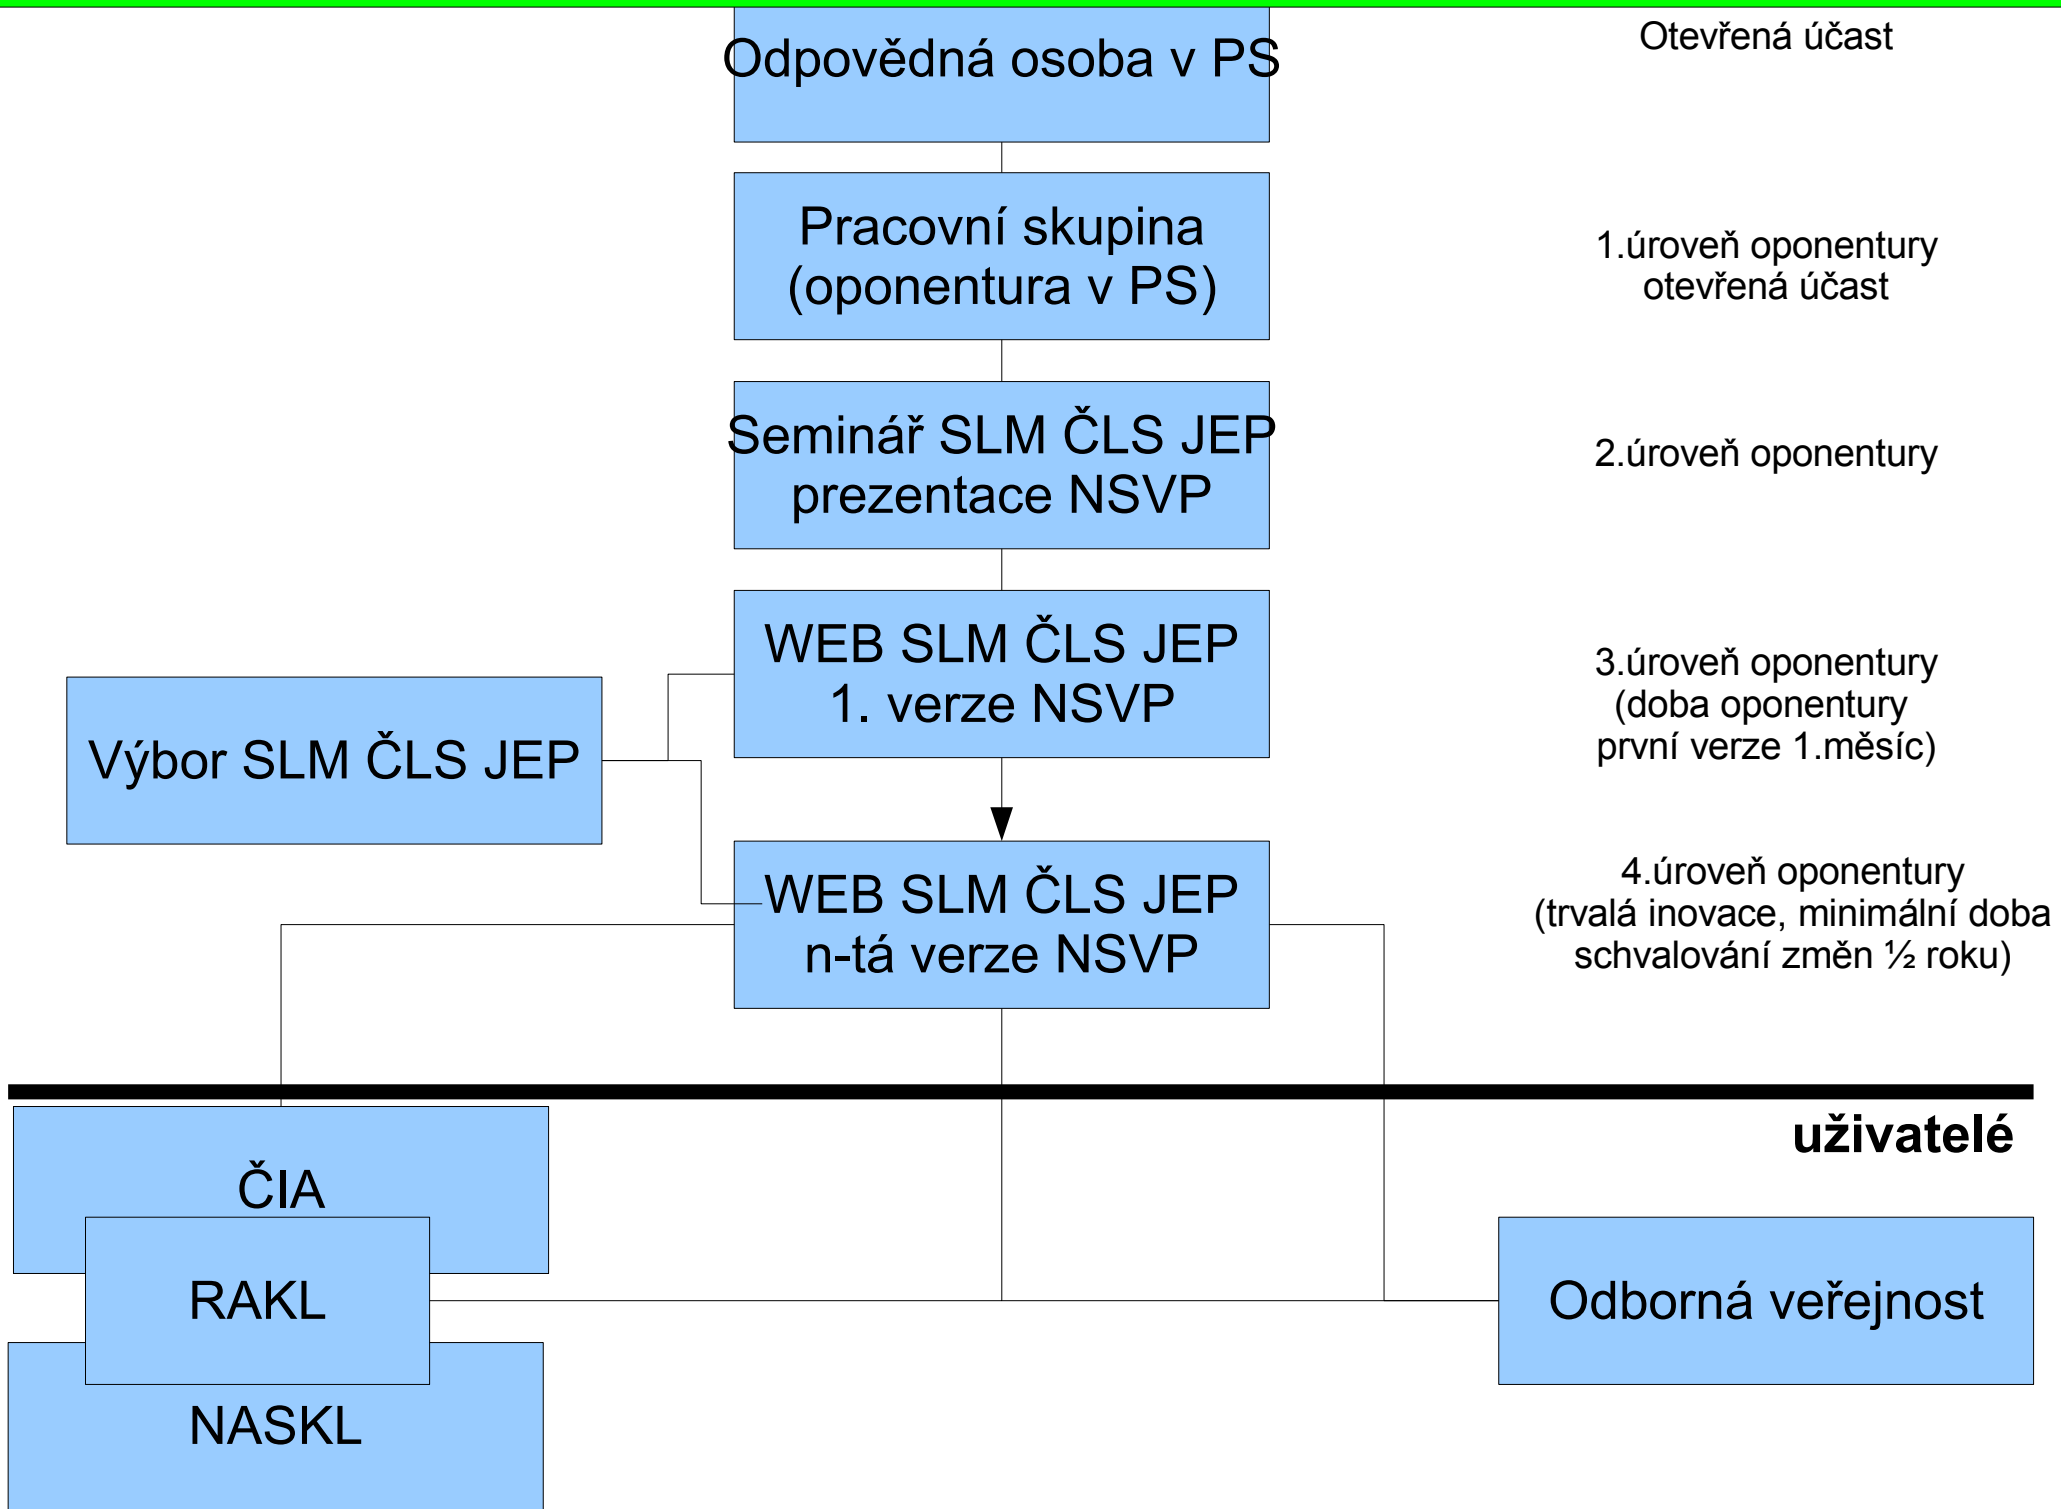 Odpovědná osoba v PS
Otevřená účast
Pracovní skupina
(oponentura v PS)
1.úroveň oponentury
otevřená účast
Seminář SLM ČLS JEP
prezentace NSVP
2.úroveň oponentury
WEB SLM ČLS JEP
1. verze NSVP
3.úroveň oponentury
(doba oponentury
první verze 1.měsíc)
Výbor SLM ČLS JEP
WEB SLM ČLS JEP
n-tá verze NSVP
4.úroveň oponentury
(trvalá inovace, minimální doba
schvalování změn ½ roku)
uživatelé
ČIA
RAKL
Odborná veřejnost
NASKL